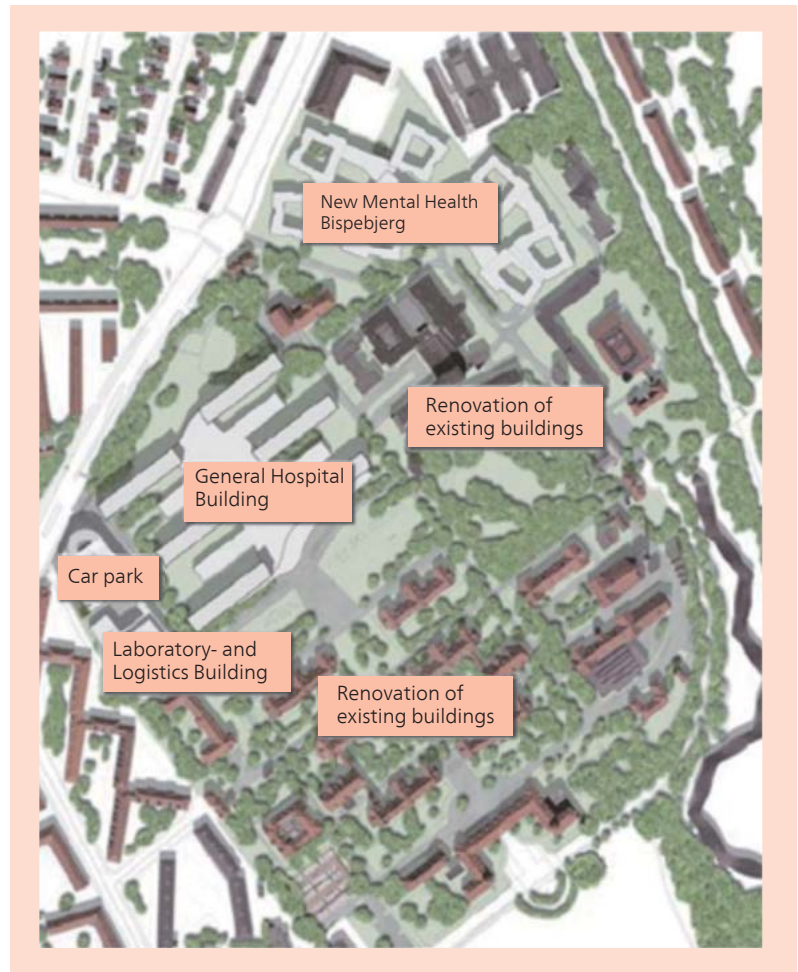 New Mental Health
Bispebjerg
Renovation of
existing buildings
General Hospital
Building
Car park
Laboratory- and
Logistics Building
Renovation of
existing buildings